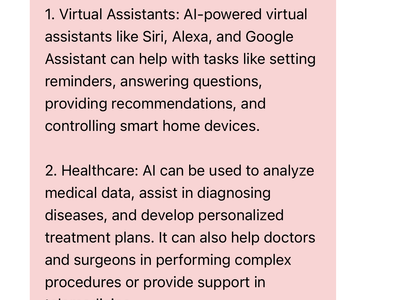 1. Virtual Assistants: AI-powered virtual
assistants like Siri, Alexa, and Google
Assistant can help with tasks like setting
reminders, answering questions,
providing recommendations, and
controlling smart home devices.
2. Healthcare: AI can be used to analyze
medical data, assist in diagnosing
diseases, and develop personalized
treatment plans. It can also help doctors
and surgeons in performing complex
procedures or provide support in